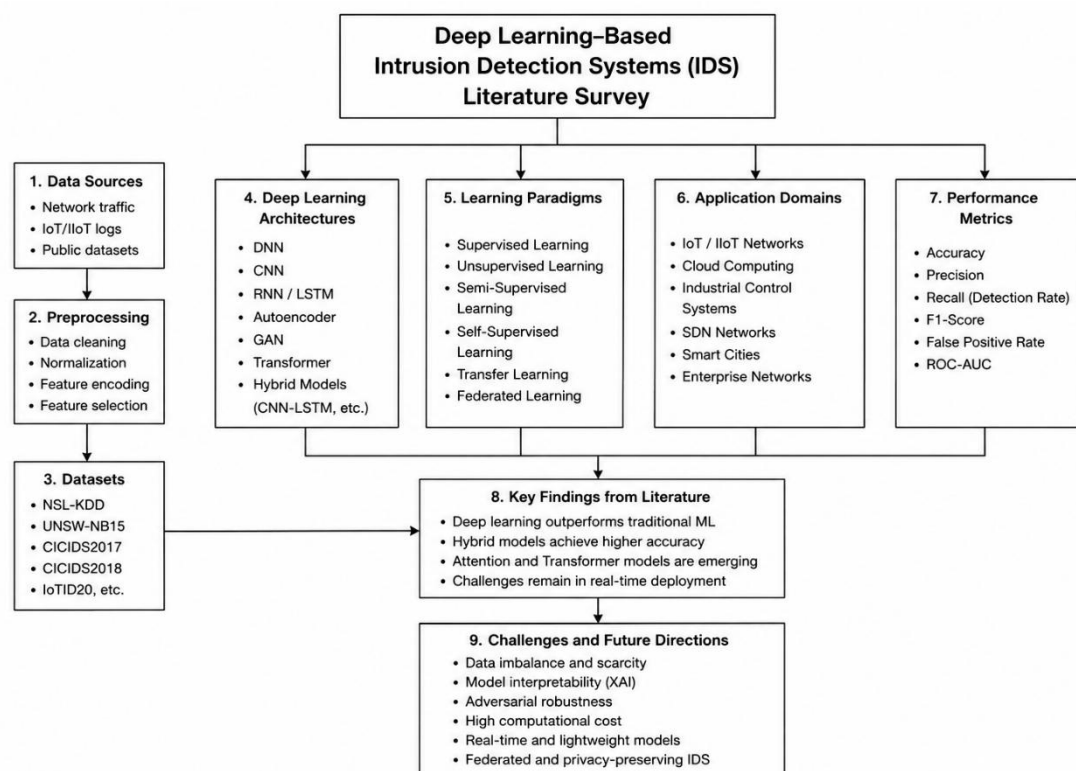 Deep Learning–Based
Intrusion Detection Systems (IDS)
Literature Survey
1. Data Sources
• Network traffic
• IoT/IIoT logs
• Public datasets
2. Preprocessing
• Data cleaning
• Normalization
• Feature encoding
• Feature selection
3. Datasets
• NSL-KDD
• UNSW-NB15
• CICIDS2017
• CICIDS2018
• IoTID20, etc.
4. Deep Learning
Architectures
• DNN
• CNN
• RNN / LSTM
• Autoencoder
• GAN
• Transformer
• Hybrid Models
(CNN-LSTM, etc.)
5. Learning Paradigms
• Supervised Learning
• Unsupervised Learning
• Semi-Supervised
Learning
• Self-Supervised
Learning
• Transfer Learning
• Federated Learning
6. Application Domains
• IoT / IIoT Networks
• Cloud Computing
• Industrial Control
Systems
• SDN Networks
• Smart Cities
• Enterprise Networks
7. Performance
Metrics
• Accuracy
• Precision
• Recall (Detection Rate)
• F1-Score
• False Positive Rate
• ROC-AUC
8. Key Findings from Literature
• Deep learning outperforms traditional ML
• Hybrid models achieve higher accuracy
• Attention and Transformer models are emerging
• Challenges remain in real-time deployment
9. Challenges and Future Directions
• Data imbalance and scarcity
• Model interpretability (XAI)
• Adversarial robustness
• High computational cost
• Real-time and lightweight models
• Federated and privacy-preserving IDS